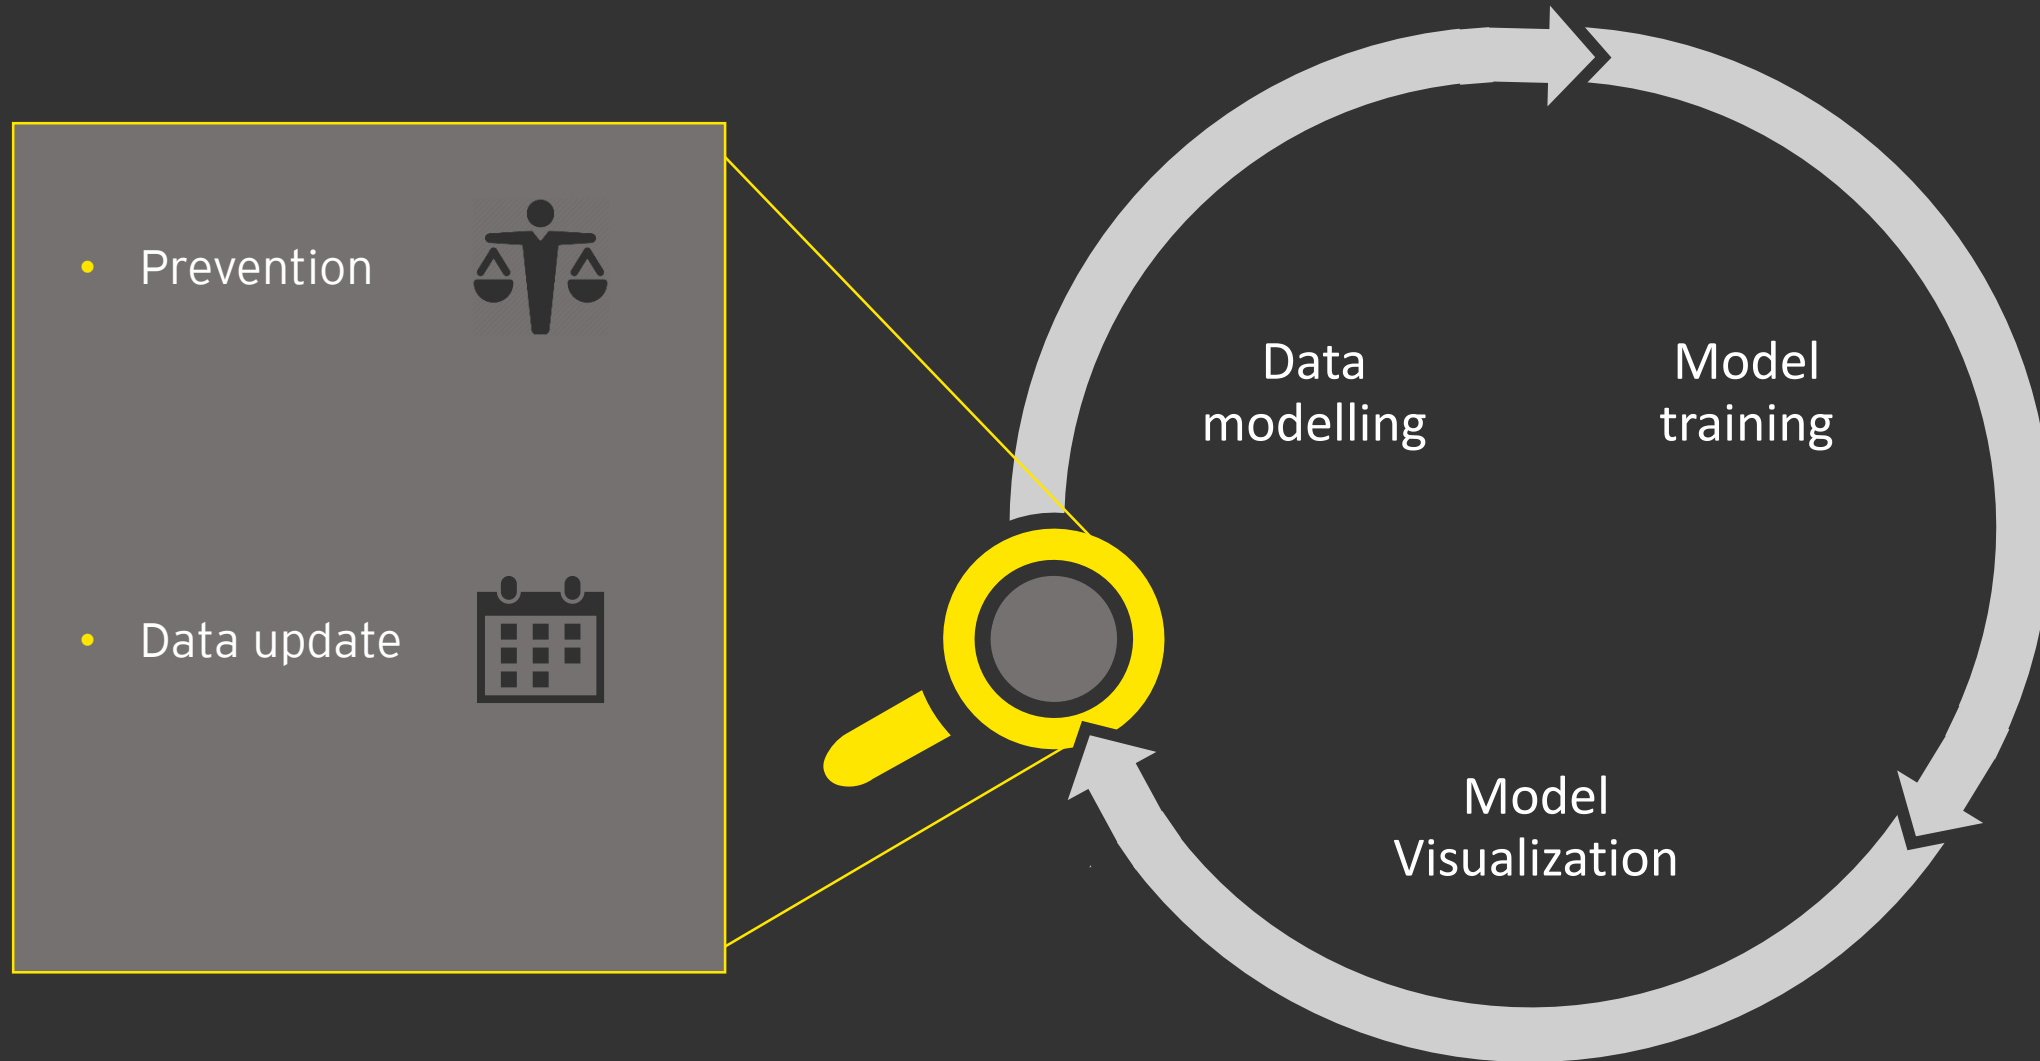 Prevention
Data update
Data
modelling
Model
training
Model
Visualization